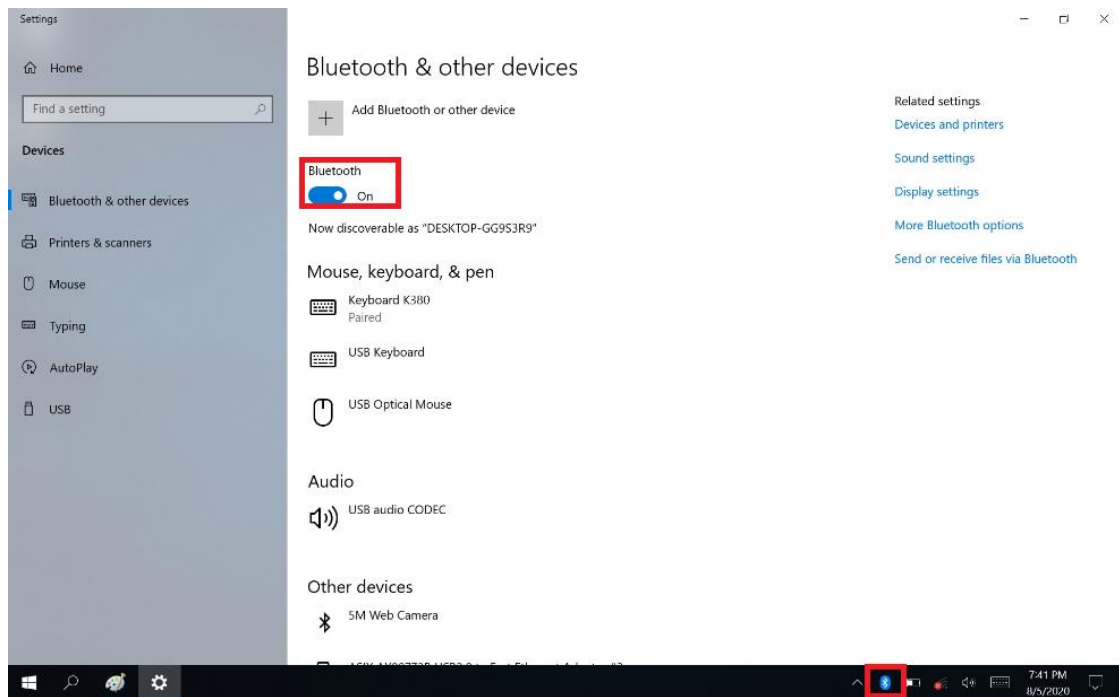 Settings
Home
Find a setting
Devices
Bluetooth & other devices
Printers & scanners
Mouse
Typing
AutoPlay
USB
Bluetooth & other devices
Add Bluetooth or other device
Bluetooth
On
Now discoverable as "DESKTOP-GG9S3R9"
Mouse, keyboard, & pen
Keyboard K380
Paired
USB Keyboard
USB Optical Mouse
Audio
USB audio CODEC
Other devices
5M Web Camera
Related settings
Devices and printers
Sound settings
Display settings
More Bluetooth options
Send or receive files via Bluetooth
7:41 PM
8/5/2020